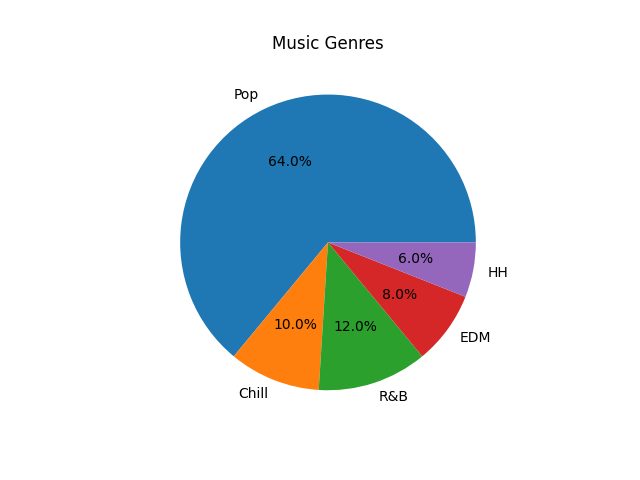 Music Genres
Pop
64.0%
6.0%
HH
8.0%
10.0%
12.0%
EDM
Chill
R&B